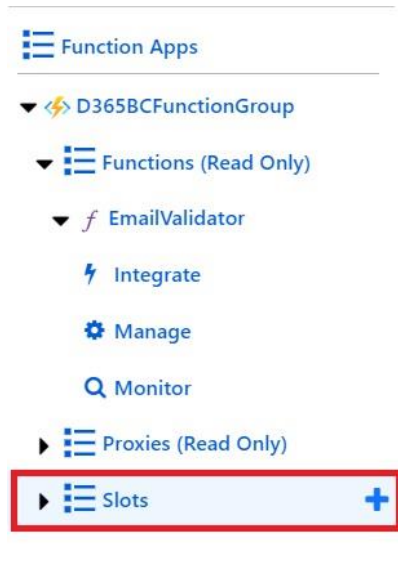 Function Apps
D365BCFunctionGroup
Functions (Read Only)
EmailValidator
Integrate
Manage
Monitor
Proxies (Read Only)
Slots